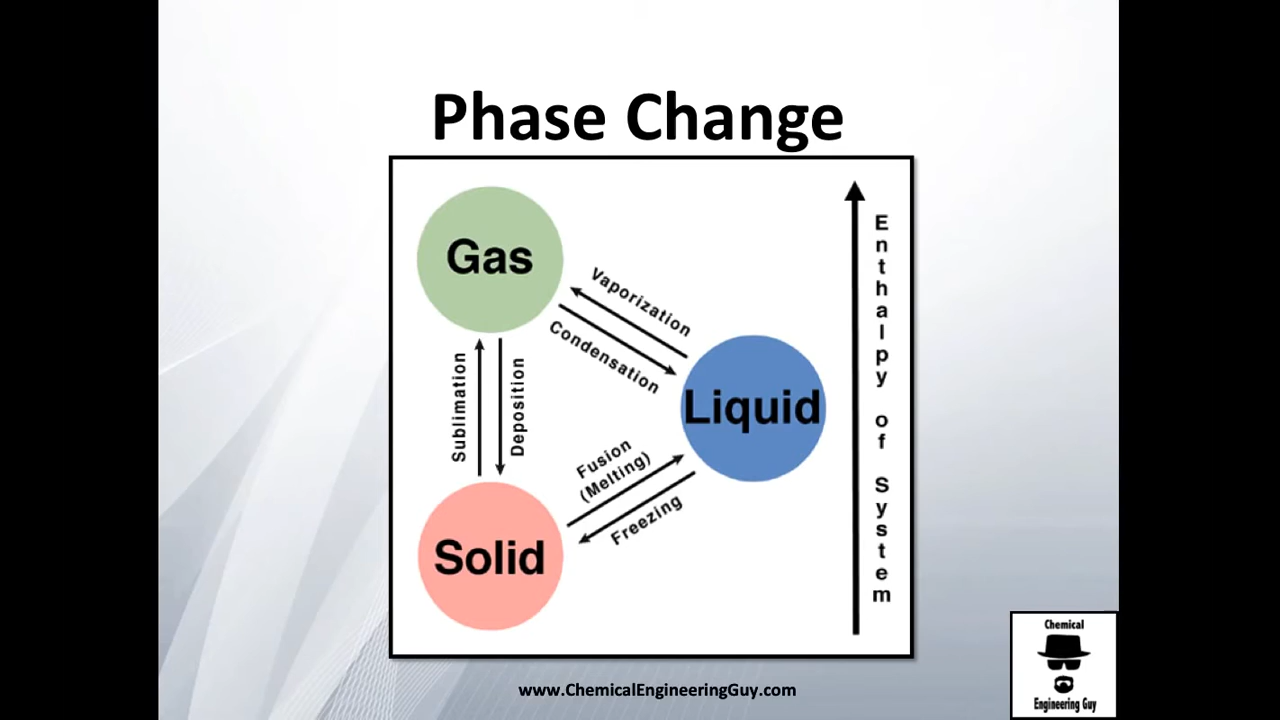 Phase Change
Gas
Vaporization
Condensation
Sublimation
Deposition
Liquid
Fusion
(Melting)
Freezing
Solid
Enthalpy of System
www.ChemicalEngineeringGuy.com
Chemical
Engineering Guy